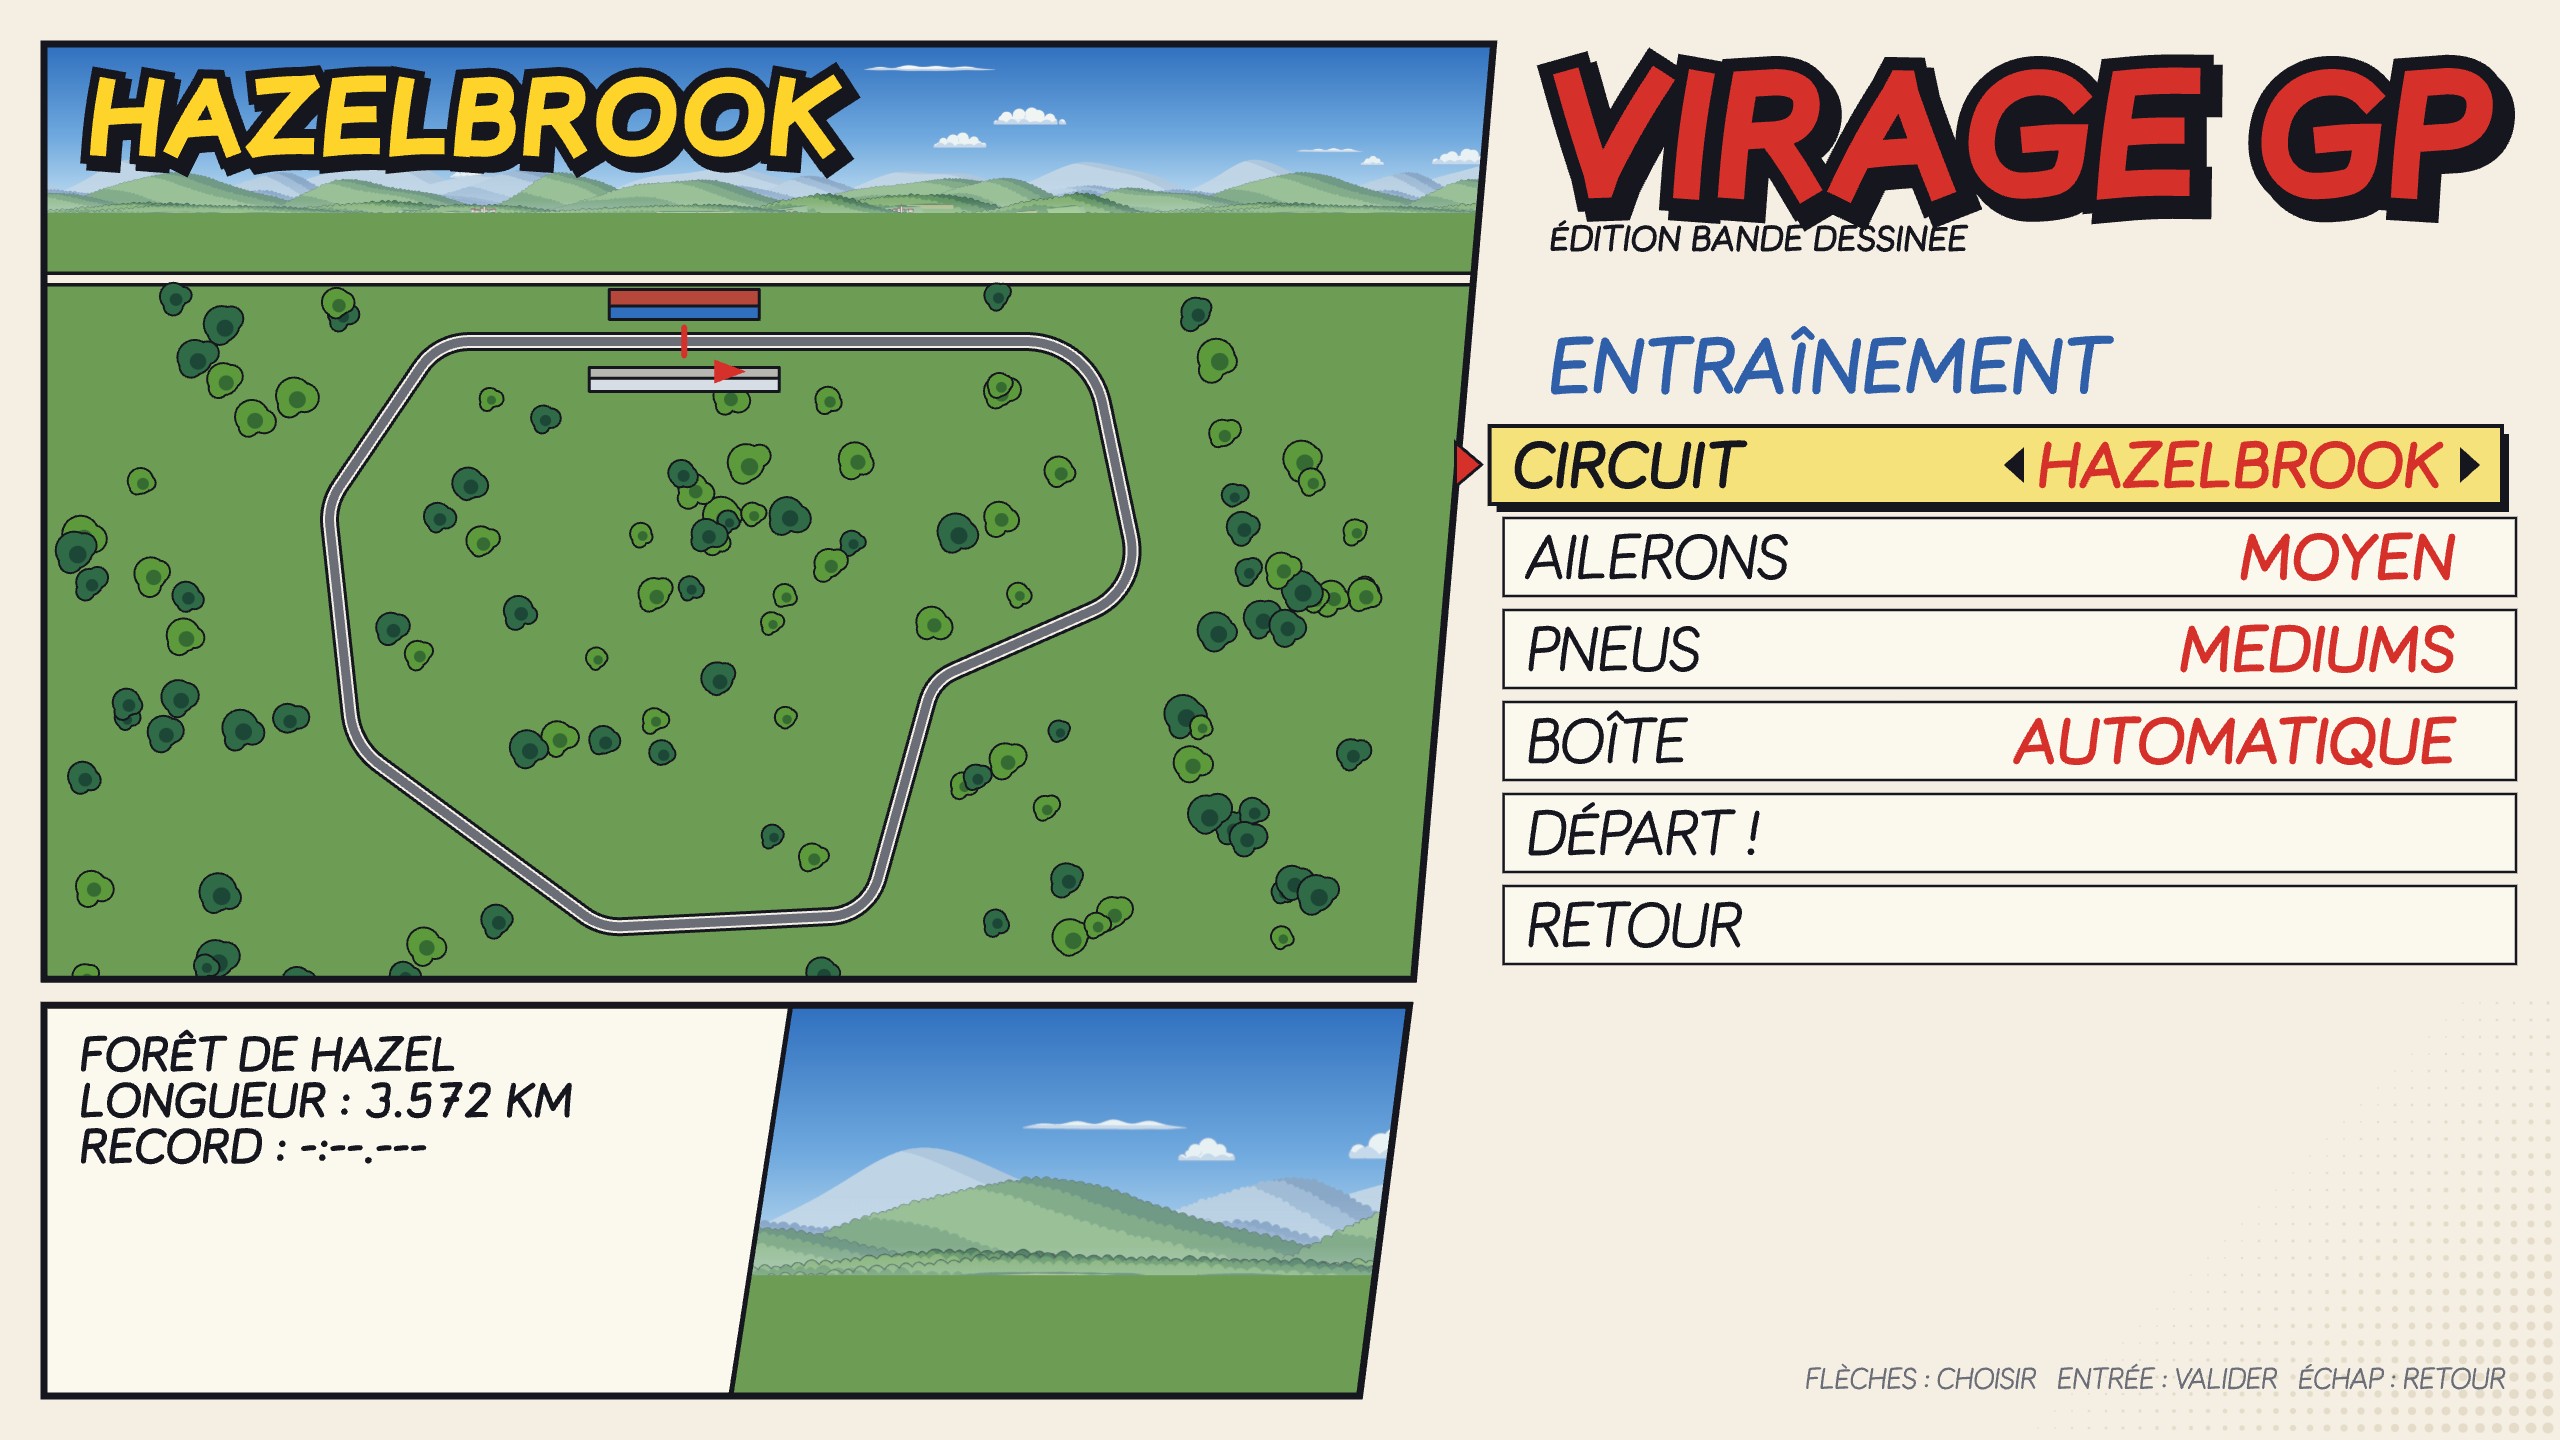 HAZELBROOK
VIRAGE GP
ÉDITION BANDE DESSINÉE
ENTRAÎNEMENT
CIRCUIT HAZELBROOK
AILERONS MOYEN
PNEUS MEDIUMS
BOÎTE AUTOMATIQUE
DÉPART !
RETOUR
FORÊT DE HAZEL
LONGUEUR : 3.572 KM
RECORD : -:--.---
FLÈCHES : CHOISIR ENTRÉE : VALIDER ÉCHAP : RETOUR